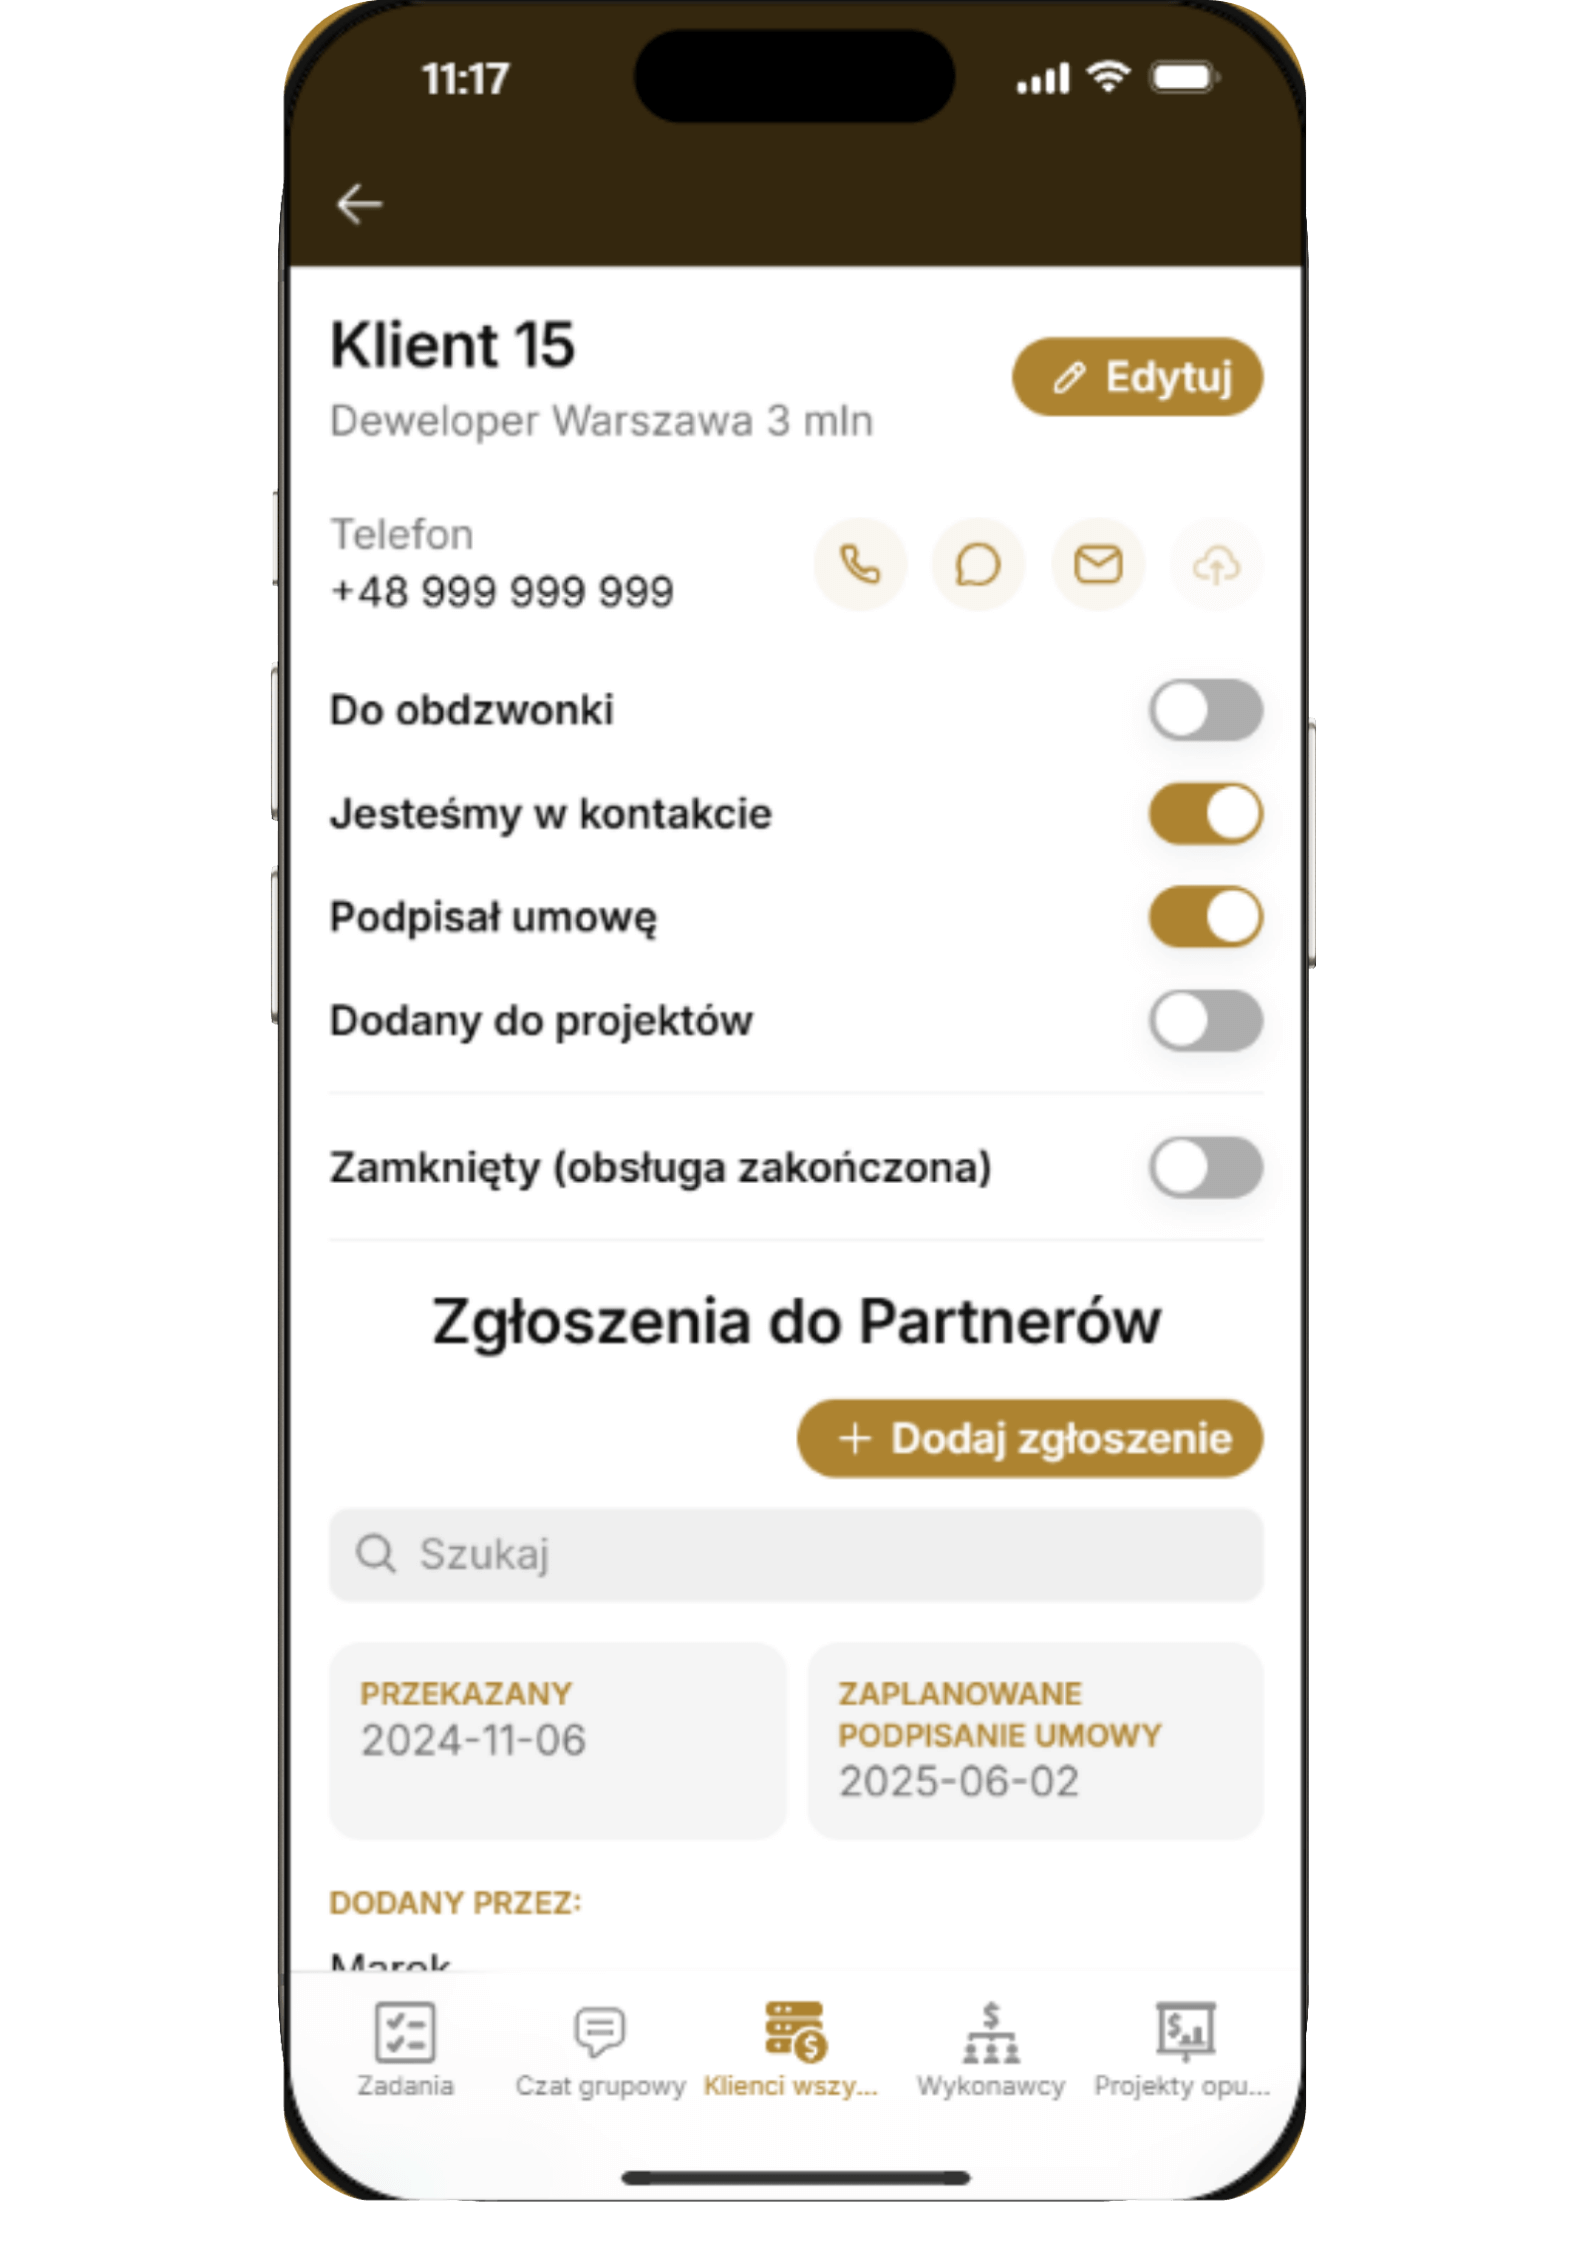 11:17
Klient 15
Edytuj
Deweloper Warszawa 3 mln
Telefon
+48 999 999 999
Do obdzwonki
Jesteśmy w kontakcie
Podpisał umowę
Dodany do projektów
Zamknięty (obsługa zakończona)
Zgłoszenia do Partnerów
+ Dodaj zgłoszenie
Szukaj
PRZEKAZANY
2024-11-06
ZAPLANOWANE
PODPISANIE UMOWY
2025-06-02
DODANY PRZEZ:
Marek
Zadania
Czat grupowy
Klienci wszy...
Wykonawcy
Projekty opu...